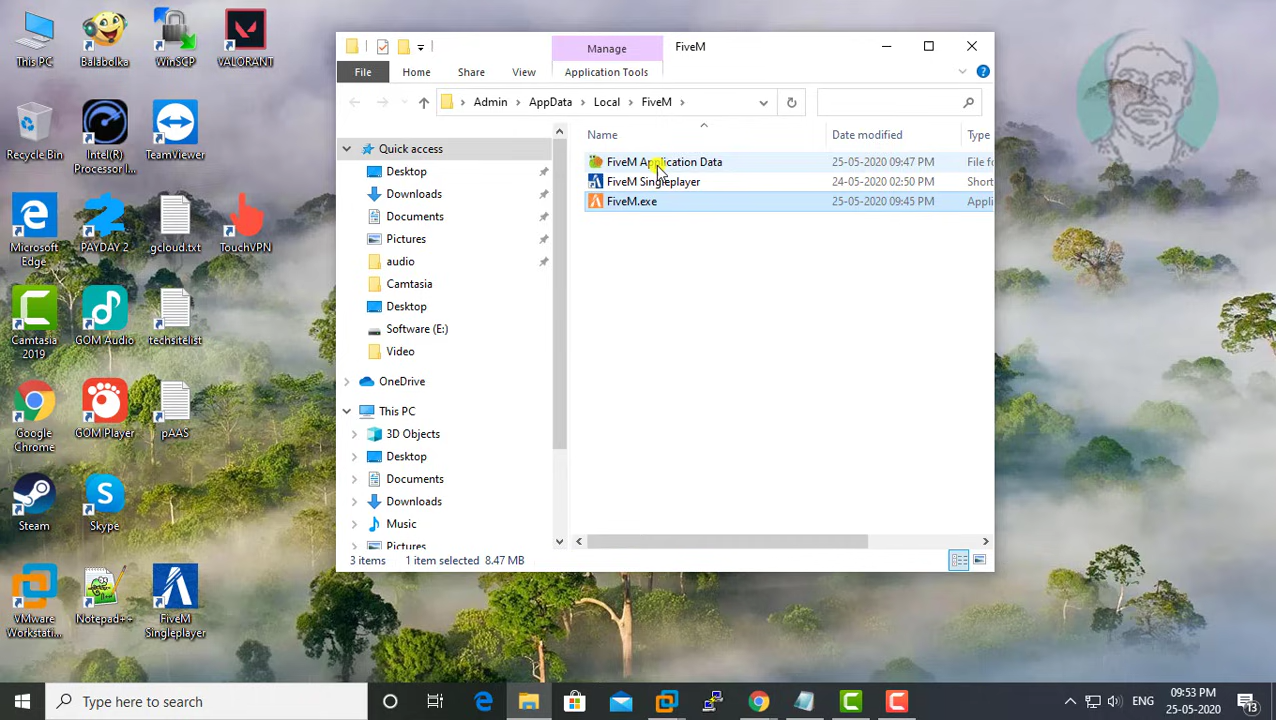 This PC
Balabolka
WinSCP
VALORANT
Recycle Bin
Intel(R)
Processor I...
TeamViewer
Microsoft
Edge
PAYDAY 2
.gcloud.txt
TouchVPN
Camtasia
2019
GOM Audio
techsitelist
Google
Chrome
GOM Player
pAAS
Steam
Skype
VMware
Workstati...
Notepad++
FiveM
Singleplayer
Manage
FiveM
File
Home
Share
View
Application Tools
Admin
AppData
Local
FiveM
Name
Date modified
Type
FiveM Application Data
25-05-2020 09:47 PM
File fo
FiveM Singleplayer
24-05-2020 02:50 PM
Short
FiveM.exe
25-05-2020 09:45 PM
Appli
Quick access
Desktop
Downloads
Documents
Pictures
audio
Camtasia
Desktop
Software (E:)
Video
OneDrive
This PC
3D Objects
Desktop
Documents
Downloads
Music
Pictures
3 items
1 item selected 8.47 MB
Type here to search
ENG
09:53 PM
25-05-2020
13